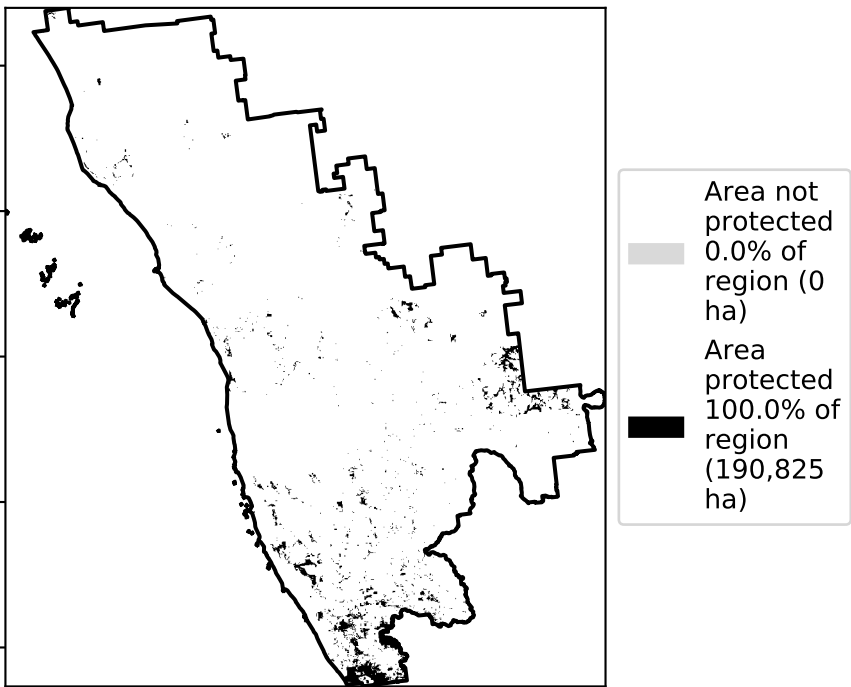 Area not
protected
0.0% of
region (0
ha)
Area
protected
100.0% of
region
(190,825
ha)